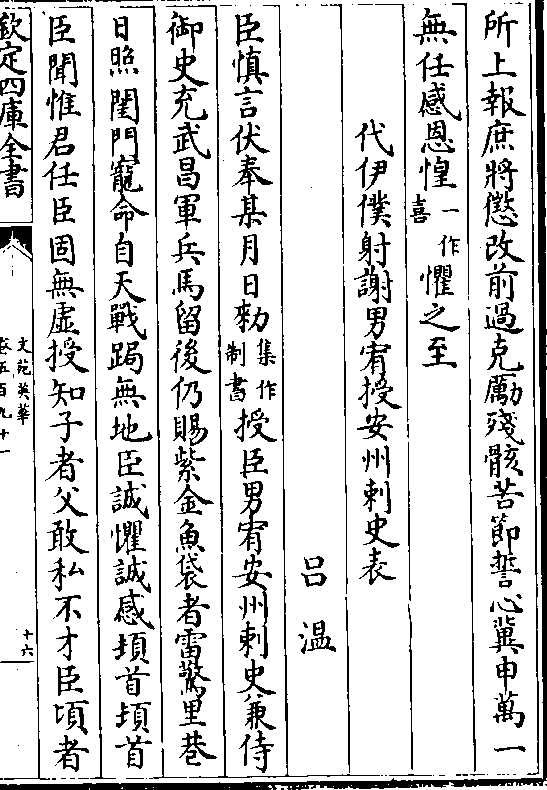 所上報庶將懲改前過克勵殘骸苦節誓心冀申萬一
無任感恩惶一作喜懼之至
代伊僕射謝男宥授安州刺史表
呂溫
臣慎言伏奉某月日勑集作制書授臣男宥安州刺史兼侍
御史充武昌軍兵馬留後仍賜紫金魚袋者雷驚里巷
日照閨門寵命自天戰跼無地臣誠懼誠感頓首頓首
臣聞惟君任臣固無虛授知子者父敢私不才臣頃者
欽定四庫全書
文苑英華
卷五百九十一
十六